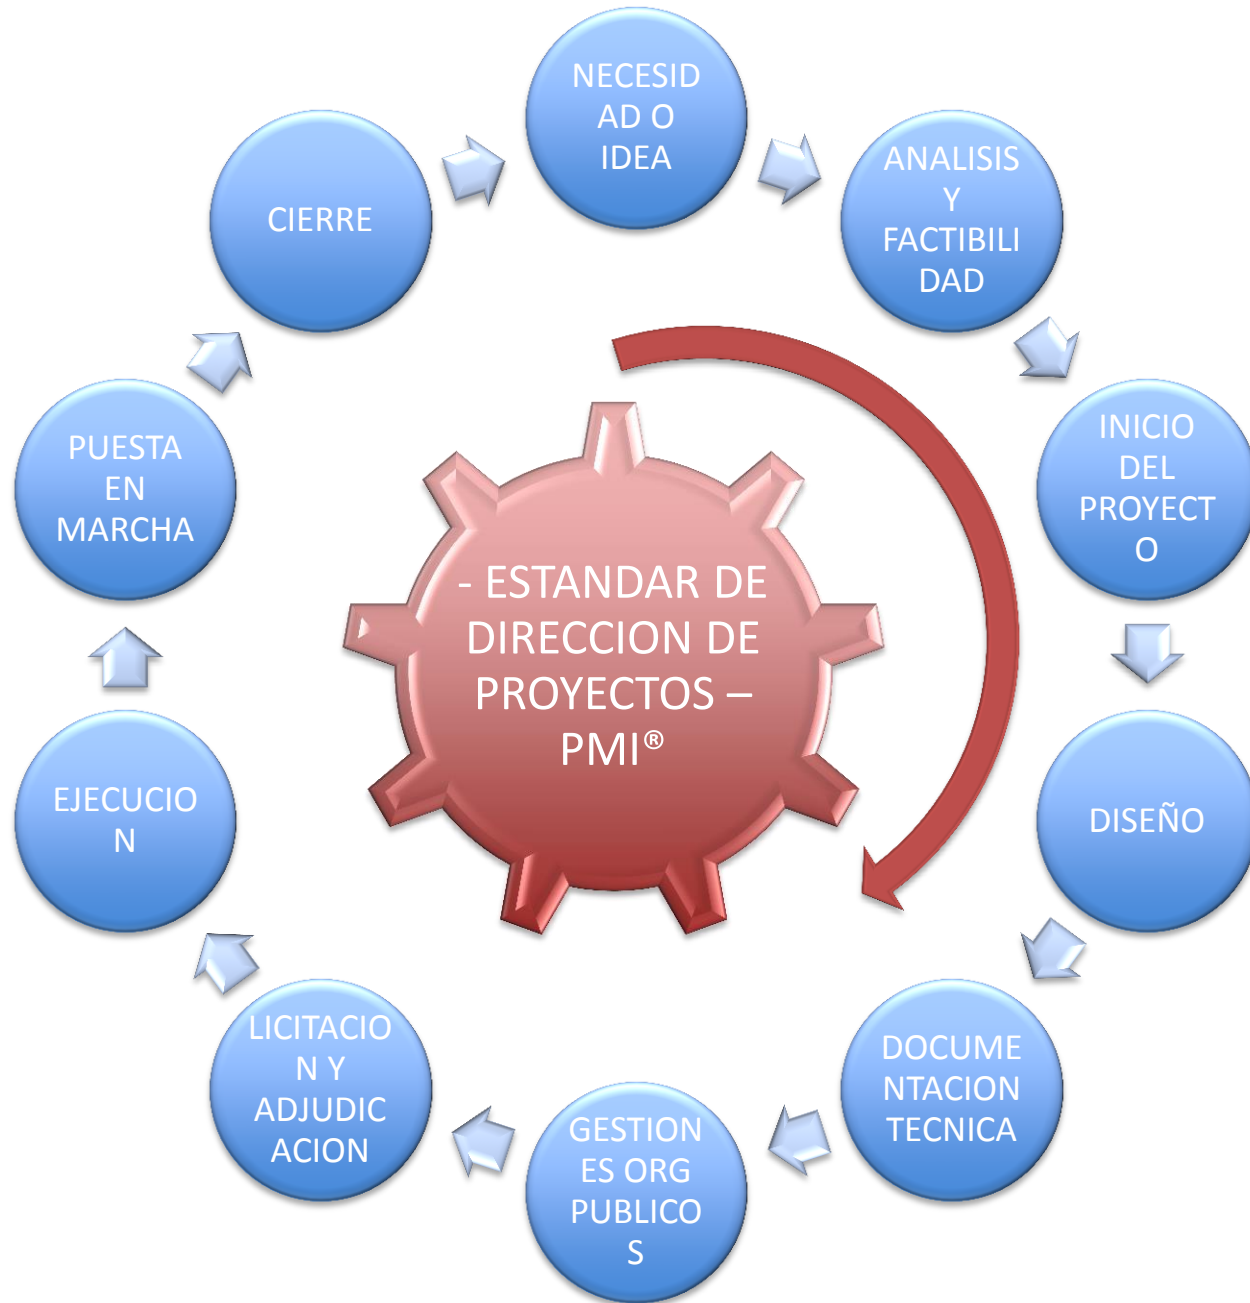 NECESID
AD O
IDEA
ANALISIS
Y
FACTIBILI
DAD
INICIO
DEL
PROYECT
O
DISEÑO
DOCUME
NTACION
TECNICA
GESTION
ES ORG
PUBLICO
S
LICITACIO
N Y
ADJUDIC
ACION
EJECUCIO
N
PUESTA
EN
MARCHA
CIERRE
- ESTANDAR DE
DIRECCION DE
PROYECTOS –
PMI®